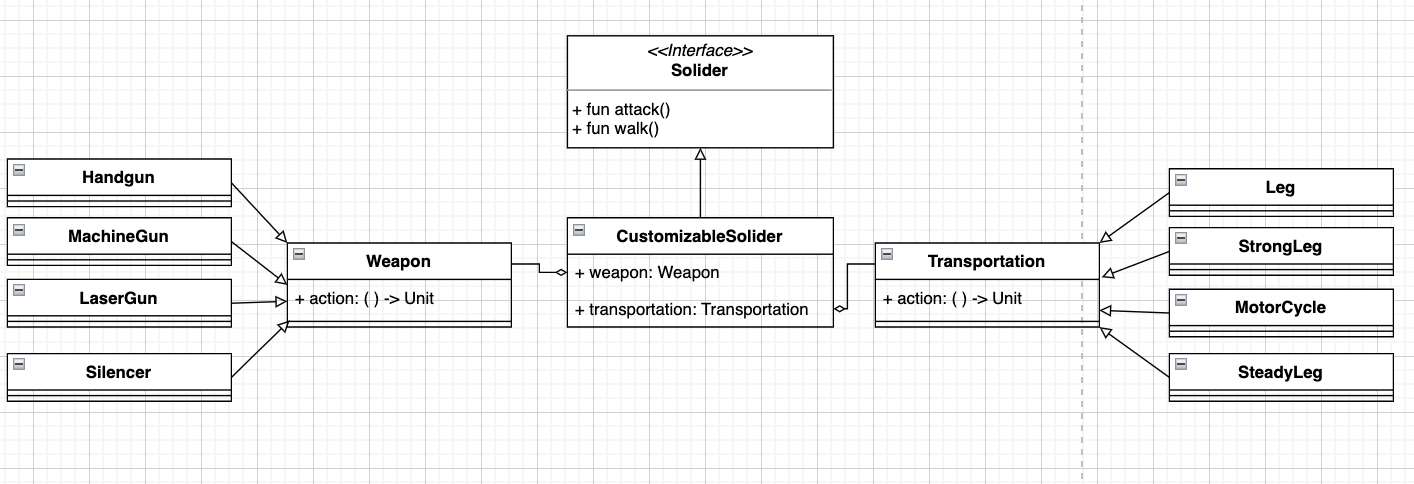 <<Interface>>
Solider
+ fun attack()
+ fun walk()
Handgun
MachineGun
LaserGun
Silencer
Weapon
+ action: ( ) -> Unit
CustomizableSolider
+ weapon: Weapon
+ transportation: Transportation
Transportation
+ action: ( ) -> Unit
Leg
StrongLeg
MotorCycle
SteadyLeg